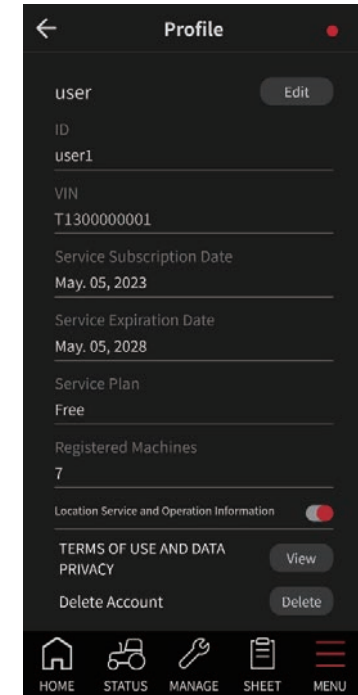 Profile
user
Edit
ID
user1
VIN
T1300000001
Service Subscription Date
May. 05, 2023
Service Expiration Date
May. 05, 2028
Service Plan
Free
Registered Machines
7
Location Service and Operation Information
TERMS OF USE AND DATA
PRIVACY
View
Delete Account
Delete
HOME STATUS MANAGE SHEET MENU